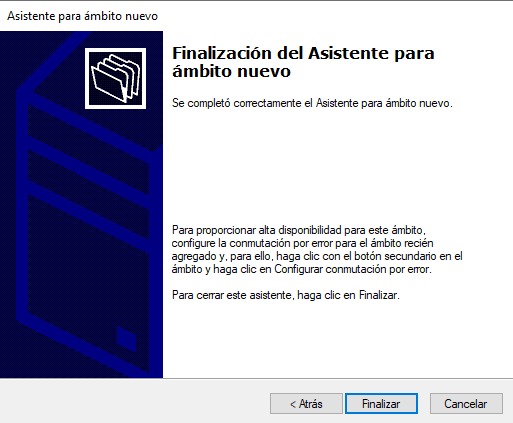 Asistente para ámbito nuevo
Finalización del Asistente para
ámbito nuevo
Se completó correctamente el Asistente para ámbito nuevo.
Para proporcionar alta disponibilidad para este ámbito,
configure la conmutación por error para el ámbito recién
agregado y, para ello, haga clic con el botón secundario en el
ámbito y haga clic en Configurar conmutación por error.
Para cerrar este asistente, haga clic en Finalizar.
< Atrás
Finalizar
Cancelar